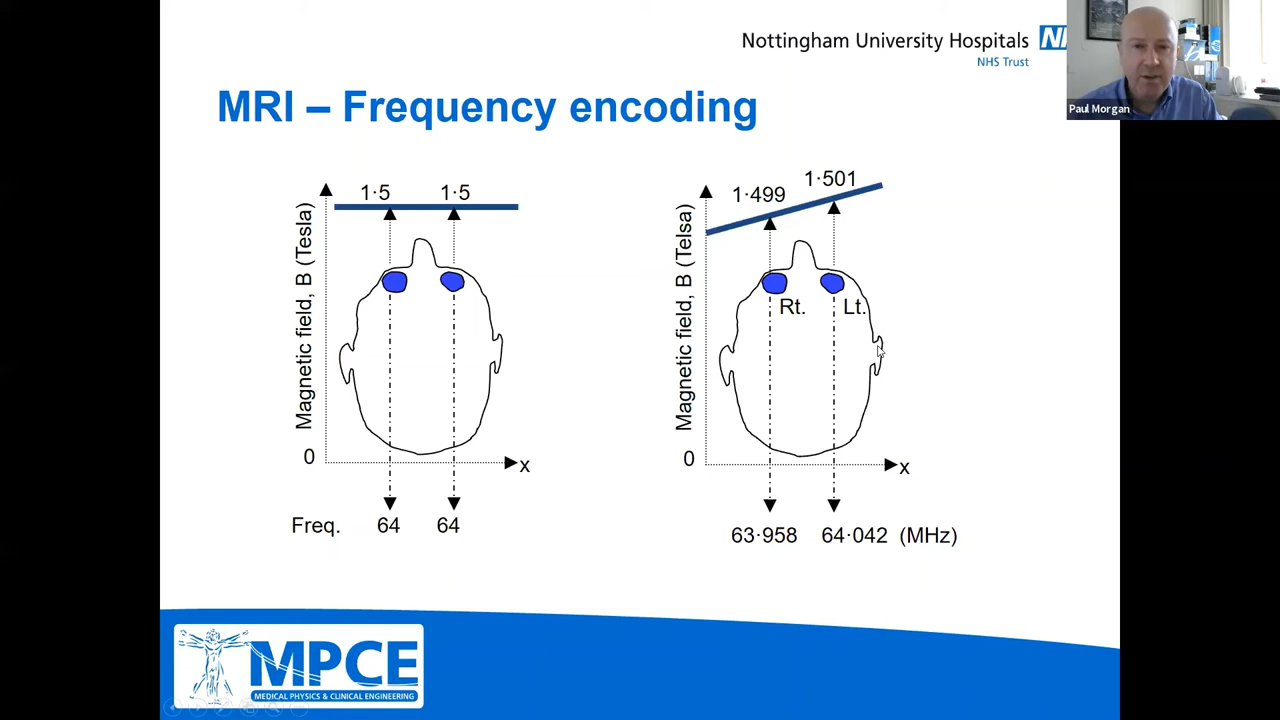 Nottingham University Hospitals
NHS Trust
Paul Morgan
MRI – Frequency encoding
1·5 1·5
Magnetic field, B (Tesla)
0
x
Freq. 64 64
1·499 1·501
Magnetic field, B (Telsa)
Rt. Lt.
0
x
63·958 64·042 (MHz)
MPCE
MEDICAL PHYSICS & CLINICAL ENGINEERING